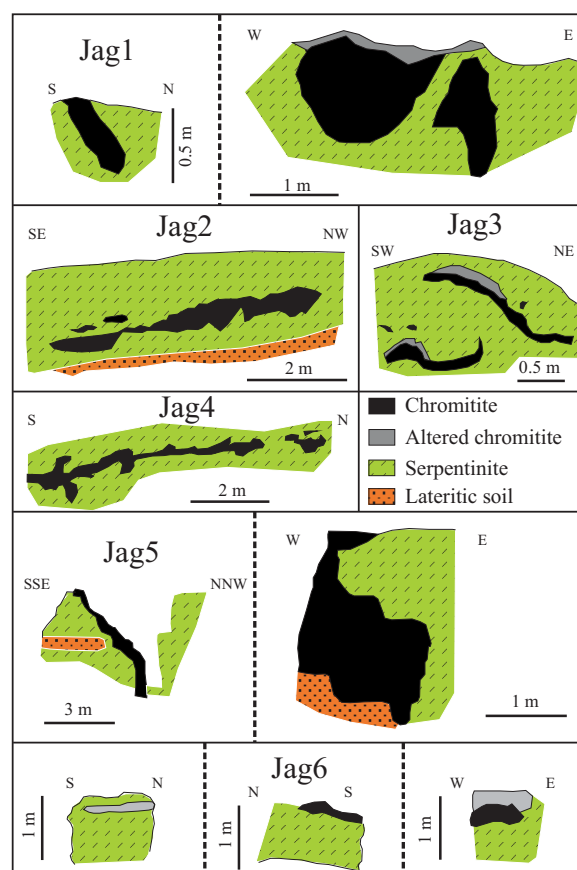 Jag1
S N
0.5 m
W E
1 m
Jag2
SE NW
2 m
Jag3
SW NE
0.5 m
Jag4
S N
2 m
Chromitite
Altered chromitite
Serpentinite
Lateritic soil
Jag5
SSE NNW
3 m
W E
1 m
Jag6
S N
1 m
N S
1 m
W E
1 m